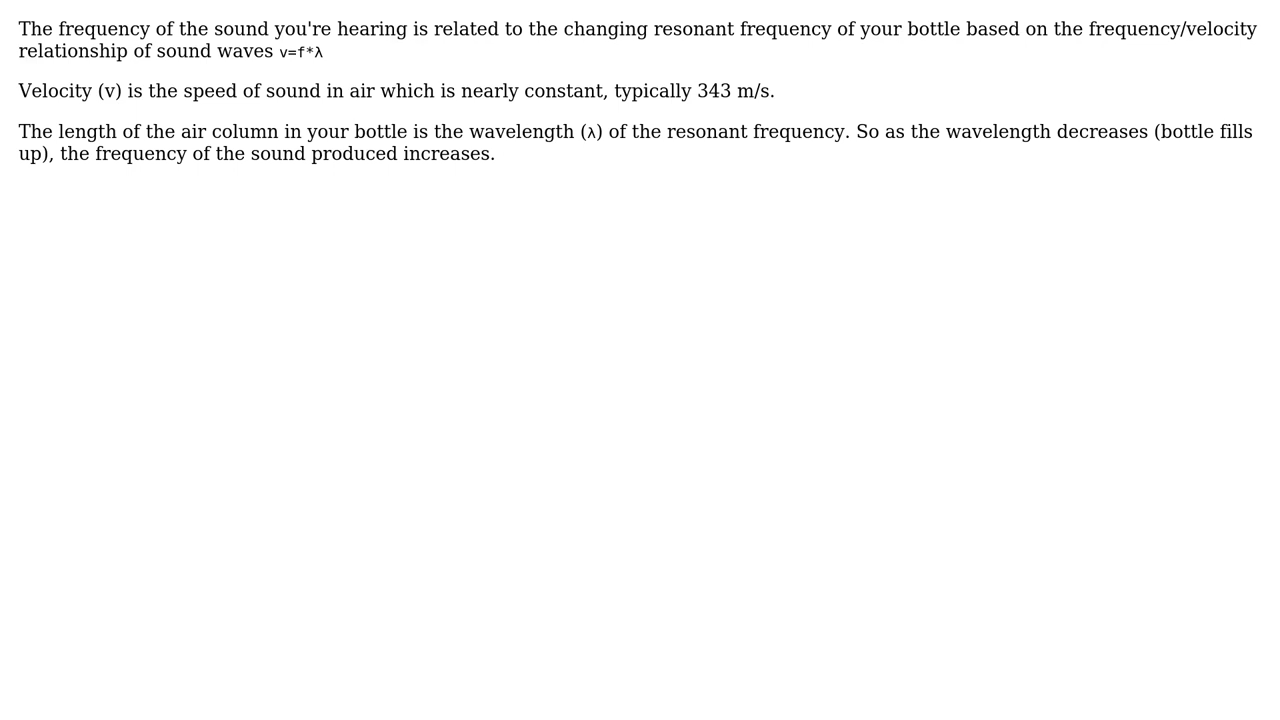 The frequency of the sound you're hearing is related to the changing resonant frequency of your bottle based on the frequency/velocity
relationship of sound waves v=f*λ
Velocity (v) is the speed of sound in air which is nearly constant, typically 343 m/s.
The length of the air column in your bottle is the wavelength (λ) of the resonant frequency. So as the wavelength decreases (bottle fills
up), the frequency of the sound produced increases.